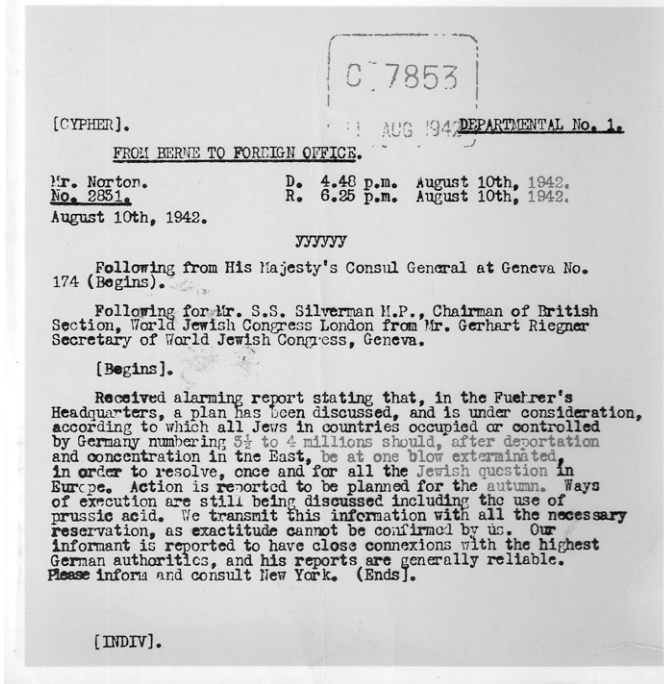 C 7853
11 AUG 1942
[CYPHER]. DEPARTMENTAL No. 1.
FROM BERNE TO FOREIGN OFFICE.
Mr. Norton. D. 4.48 p.m. August 10th, 1942.
No. 2831. R. 6.25 p.m. August 10th, 1942.
August 10th, 1942.
yyyyyy
Following from His Majesty's Consul General at Geneva No.
174 (Begins).
Following for Mr. S.S. Silverman M.P., Chairman of British
Section, World Jewish Congress London from Mr. Gerhart Riegner
Secretary of World Jewish Congress, Geneva.
[Begins].
Received alarming report stating that, in the Fuehrer's
Headquarters, a plan has been discussed, and is under consideration,
according to which all Jews in countries occupied or controlled
by Germany numbering 3½ to 4 millions should, after deportation
and concentration in the East, be at one blow exterminated,
in order to resolve, once and for all the Jewish question in
Europe. Action is reported to be planned for the autumn. Ways
of execution are still being discussed including the use of
prussic acid. We transmit this information with all the necessary
reservation, as exactitude cannot be confirmed by us. Our
informant is reported to have close connexions with the highest
German authorities, and his reports are generally reliable.
Please inform and consult New York. (Ends].
[INDIV].